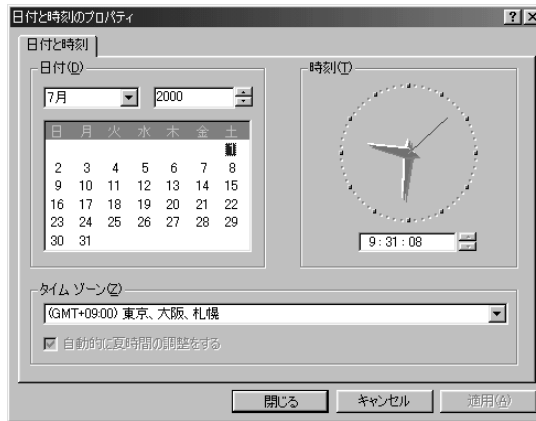 日付と時刻のプロパティ
日付と時刻
日付(D)
7月
2000
日 月 火 水 木 金 土
1
2 3 4 5 6 7 8
9 10 11 12 13 14 15
16 17 18 19 20 21 22
23 24 25 26 27 28 29
30 31
時刻(T)
9:31:08
タイム ゾーン(Z)
(GMT+09:00) 東京、大阪、札幌
自動的に夏時間の調整をする
閉じる
キャンセル
適用(A)